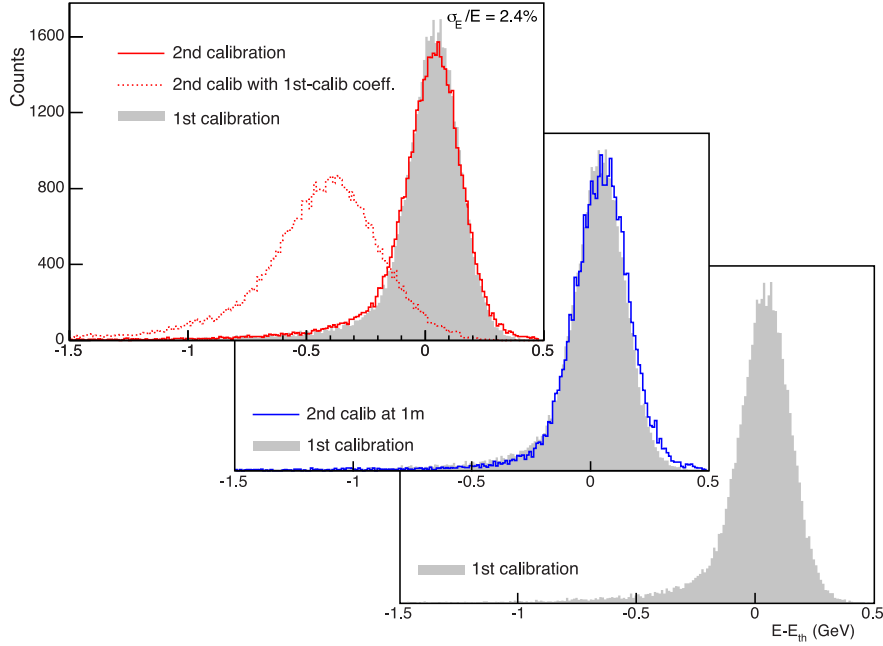 σE/E = 2.4%
1600
2nd calibration
2nd calib with 1st-calib coeff.
1st calibration
Counts
1200
800
400
0
-1.5
-1
-0.5
0
0.5
2nd calib at 1m
1st calibration
-1.5
-1
-0.5
0
0.5
1st calibration
-1.5
-1
-0.5
0
0.5
E-Eth (GeV)